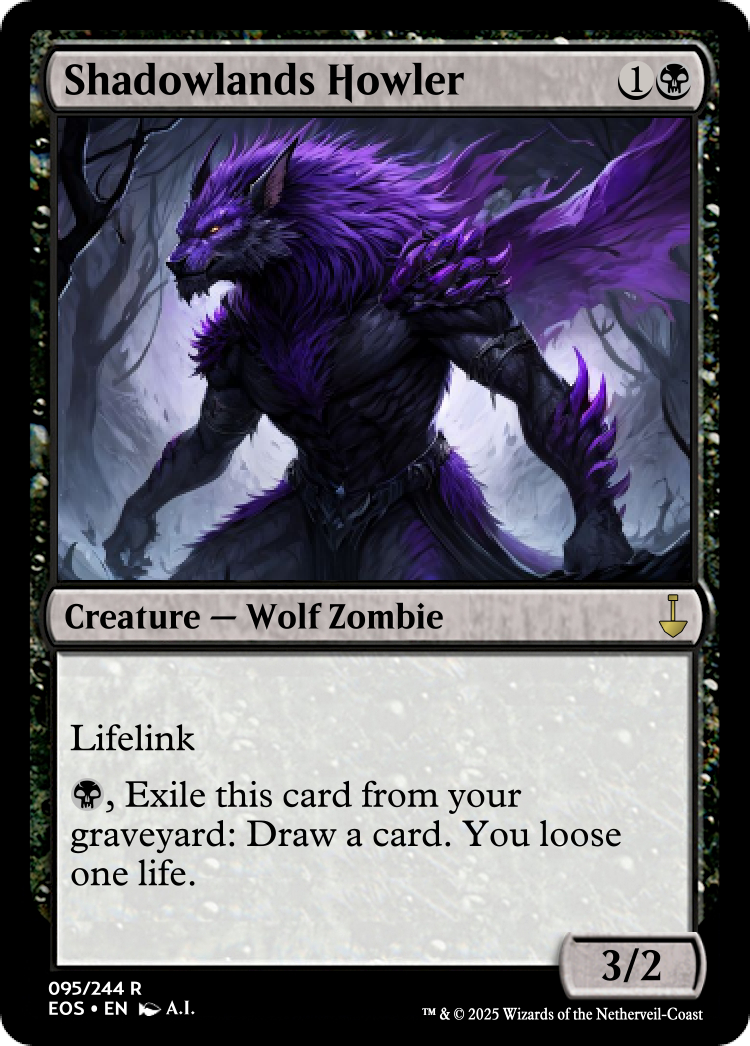 Shadowlands Howler 1
Creature — Wolf Zombie
Lifelink
, Exile this card from your
graveyard: Draw a card. You loose
one life.
3/2
095/244 R
EOS • EN A.I.
™ & © 2025 Wizards of the Netherveil-Coast